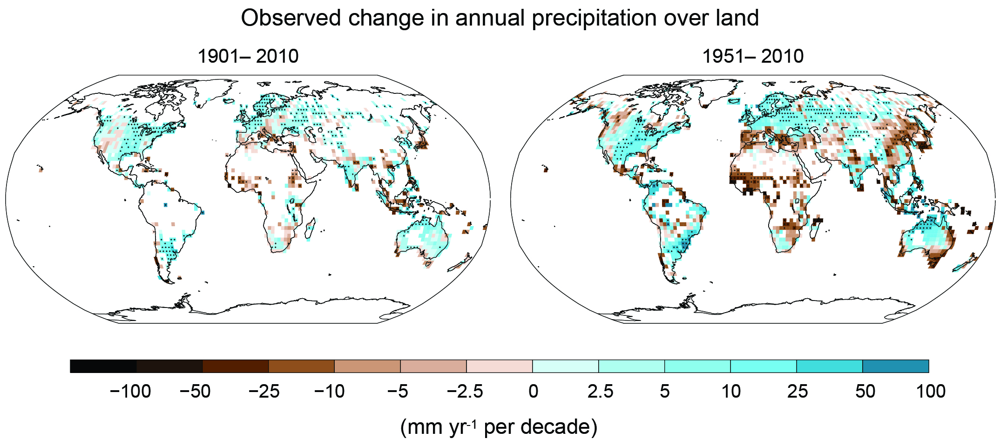 Observed change in annual precipitation over land
1901– 2010
1951– 2010
−100 −50 −25 −10 −5 −2.5 0 2.5 5 10 25 50 100
(mm yr-1 per decade)